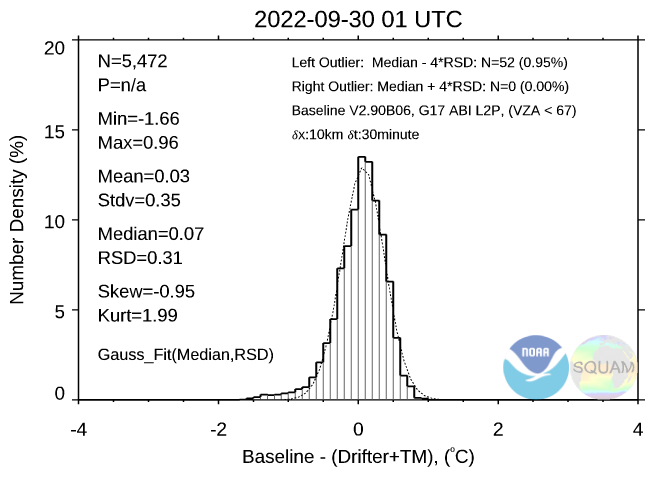 2022-09-30 01 UTC
N=5,472
P=n/a
Min=-1.66
Max=0.96
Mean=0.03
Stdv=0.35
Median=0.07
RSD=0.31
Skew=-0.95
Kurt=1.99
Gauss_Fit(Median,RSD)
Left Outlier: Median - 4*RSD: N=52 (0.95%)
Right Outlier: Median + 4*RSD: N=0 (0.00%)
Baseline V2.90B06, G17 ABI L2P, (VZA < 67)
δx:10km δt:30minute
Number Density (%)
20
15
10
5
0
-4 -2 0 2 4
Baseline - (Drifter+TM), (°C)
NOAA
SQUAM